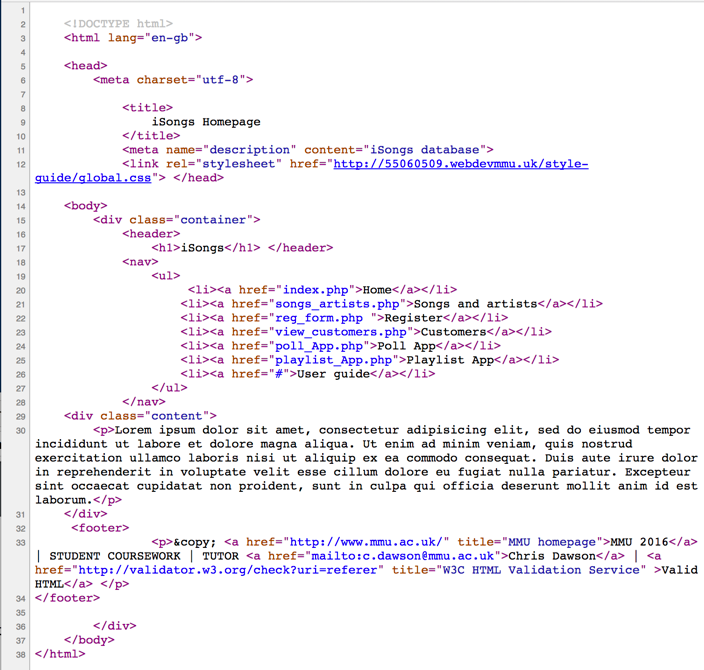 1
2 <!DOCTYPE html>
3 <html lang="en-gb">
4
5 <head>
6 <meta charset="utf-8">
7
8 <title>
9 iSongs Homepage
10 </title>
11 <meta name="description" content="iSongs database">
12 <link rel="stylesheet" href="http://55060509.webdevmmu.uk/style-
guide/global.css"> </head>
13
14 <body>
15 <div class="container">
16 <header>
17 <h1>iSongs</h1> </header>
18 <nav>
19 <ul>
20 <li><a href="index.php">Home</a></li>
21 <li><a href="songs_artists.php">Songs and artists</a></li>
22 <li><a href="reg_form.php ">Register</a></li>
23 <li><a href="view_customers.php">Customers</a></li>
24 <li><a href="poll_App.php">Poll App</a></li>
25 <li><a href="playlist_App.php">Playlist App</a></li>
26 <li><a href="#">User guide</a></li>
27 </ul>
28 </nav>
29 <div class="content">
30 <p>Lorem ipsum dolor sit amet, consectetur adipisicing elit, sed do eiusmod tempor
incididunt ut labore et dolore magna aliqua. Ut enim ad minim veniam, quis nostrud
exercitation ullamco laboris nisi ut aliquip ex ea commodo consequat. Duis aute irure dolor
in reprehenderit in voluptate velit esse cillum dolore eu fugiat nulla pariatur. Excepteur
sint occaecat cupidatat non proident, sunt in culpa qui officia deserunt mollit anim id est
laborum.</p>
31 </div>
32 <footer>
33 <p>&copy; <a href="http://www.mmu.ac.uk/" title="MMU homepage">MMU 2016</a>
| STUDENT COURSEWORK | TUTOR <a href="mailto:c.dawson@mmu.ac.uk">Chris Dawson</a> | <a
href="http://validator.w3.org/check?uri=referer" title="W3C HTML Validation Service" >Valid
HTML</a> </p>
34 </footer>
35
36 </div>
37 </body>
38 </html>